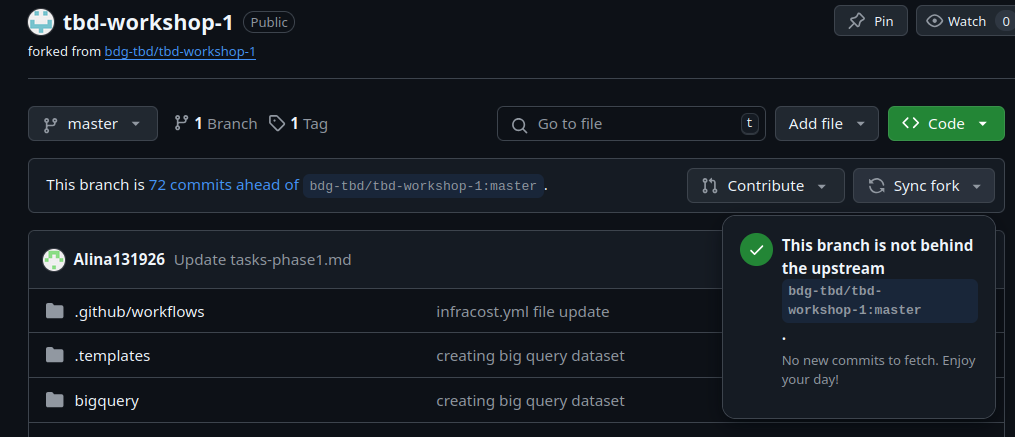 tbd-workshop-1 Public Pin Watch 0
forked from bdg-tbd/tbd-workshop-1
master 1 Branch 1 Tag Go to file t Add file Code
This branch is 72 commits ahead of bdg-tbd/tbd-workshop-1:master . Contribute Sync fork
This branch is not behind
the upstream
bdg-tbd/tbd-
workshop-1:master
.
No new commits to fetch. Enjoy
your day!
Alina131926 Update tasks-phase1.md
.github/workflows infracost.yml file update
.templates creating big query dataset
bigquery creating big query dataset